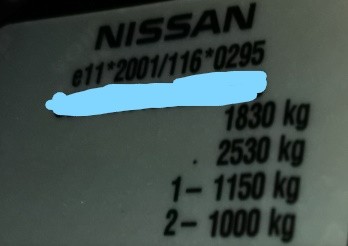 NISSAN
e11*2001/116*0295
1830 kg
2530 kg
1– 1150 kg
2– 1000 kg